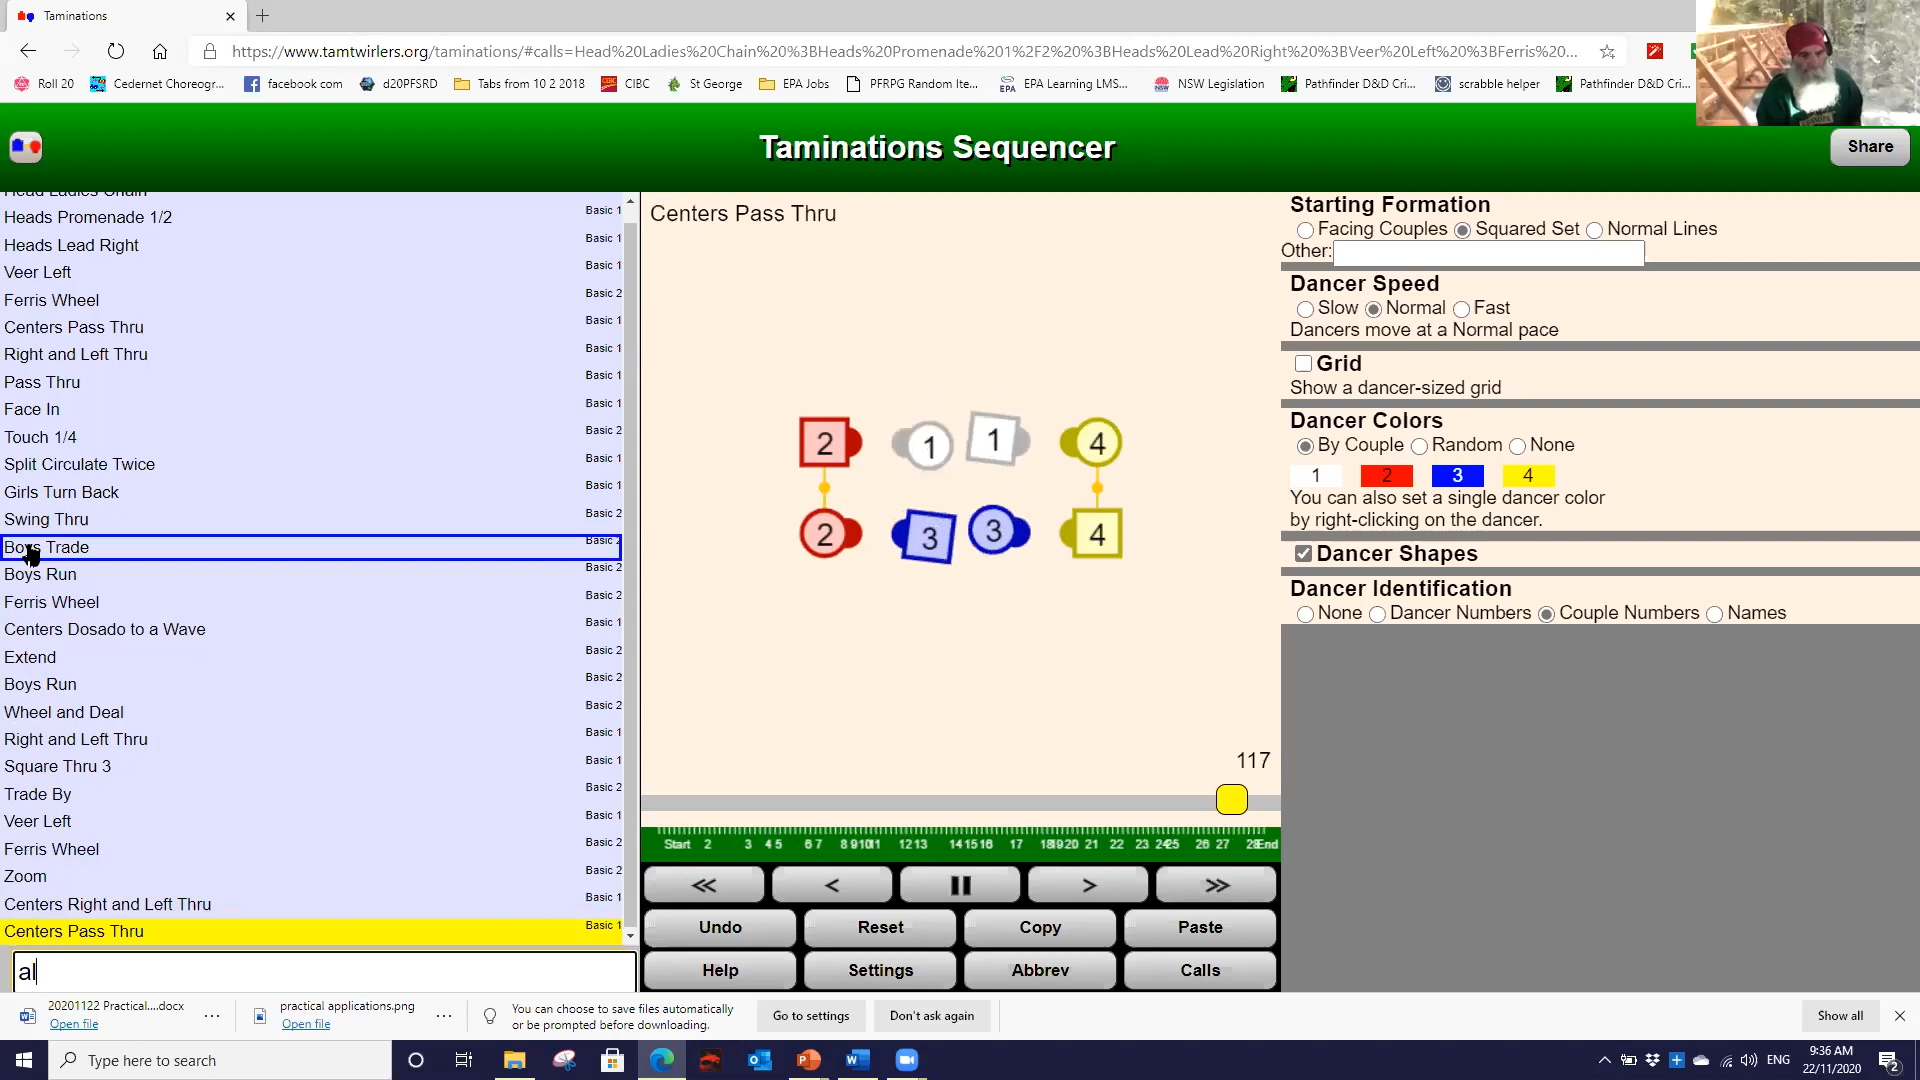 Taminations
https://www.tamtwirlers.org/taminations/#calls=Head%20Ladies%20Chain%20%3BHeads%20Promenade%201%2F2%20%3BHeads%20Lead%20Right%20%3BVeer%20Left%20%3BFerris%20...
Roll 20 Cedernet Choreogr... facebook.com d20PFSRD Tabs from 10 2 2018 CIBC St George EPA Jobs PFRPG Random Ite... EPA Learning LMS... NSW Legislation Pathfinder D&D Cri... scrabble helper Pathfinder D&D Cri...
Taminations Sequencer
Share
Head Ladies Chain
Heads Promenade 1/2 Basic 1
Heads Lead Right Basic 1
Veer Left Basic 1
Ferris Wheel Basic 2
Centers Pass Thru Basic 1
Right and Left Thru Basic 1
Pass Thru Basic 1
Face In Basic 1
Touch 1/4 Basic 2
Split Circulate Twice Basic 1
Girls Turn Back Basic 1
Swing Thru Basic 2
Boys Trade Basic 2
Boys Run Basic 2
Ferris Wheel Basic 2
Centers Dosado to a Wave Basic 1
Extend Basic 2
Boys Run Basic 2
Wheel and Deal Basic 2
Right and Left Thru Basic 1
Square Thru 3 Basic 1
Trade By Basic 2
Veer Left Basic 1
Ferris Wheel Basic 2
Zoom Basic 2
Centers Right and Left Thru Basic 1
Centers Pass Thru Basic 1
al
Centers Pass Thru
2 1 1 4
2 3 3 4
117
Start 2 3 4 5 6 7 8 9 10 11 12 13 14 15 16 17 18 19 20 21 22 23 24 25 26 27 28 End
Undo Reset Copy Paste
Help Settings Abbrev Calls
Starting Formation
Facing Couples Squared Set Normal Lines
Other:
Dancer Speed
Slow Normal Fast
Dancers move at a Normal pace
Grid
Show a dancer-sized grid
Dancer Colors
By Couple Random None
1 2 3 4
You can also set a single dancer color
by right-clicking on the dancer.
Dancer Shapes
Dancer Identification
None Dancer Numbers Couple Numbers Names
20201122 Practical....docx
Open file
practical applications.png
Open file
You can choose to save files automatically
or be prompted before downloading.
Go to settings
Don't ask again
Show all
Type here to search
ENG
9:36 AM
22/11/2020
2